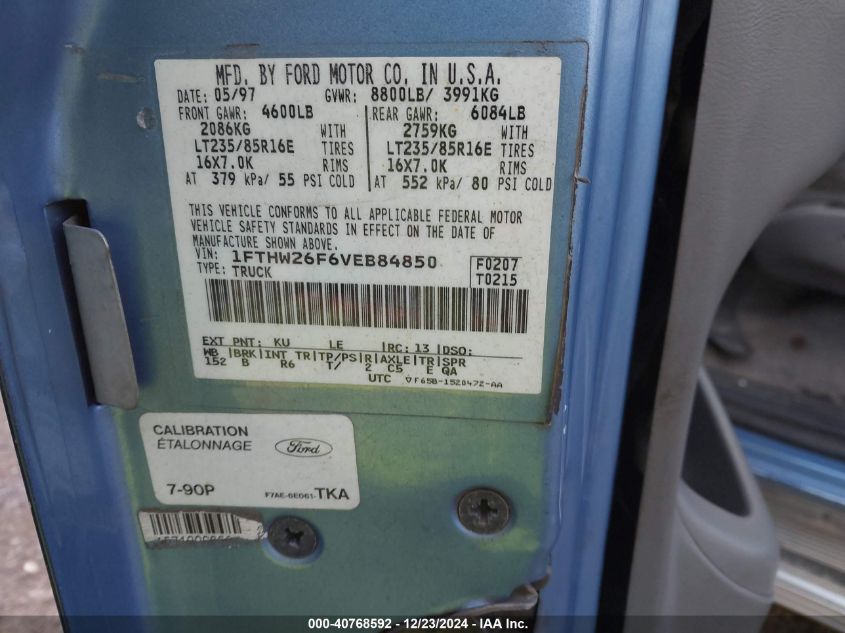 MFD. BY FORD MOTOR CO. IN U.S.A.
DATE: 05/97 GVWR: 8800LB/ 3991KG
FRONT GAWR: 4600LB REAR GAWR: 6084LB
2086KG WITH 2759KG WITH
LT235/85R16E TIRES LT235/85R16E TIRES
16X7.0K RIMS 16X7.0K RIMS
AT 379 kPa/ 55 PSI COLD AT 552 kPa/ 80 PSI COLD
THIS VEHICLE CONFORMS TO ALL APPLICABLE FEDERAL MOTOR
VEHICLE SAFETY STANDARDS IN EFFECT ON THE DATE OF
MANUFACTURE SHOWN ABOVE.
VIN: 1FTHW26F6VEB84850 F0207
TYPE: TRUCK T0215
EXT PNT: KU LE RC: 13 DSO:
WB BRK INT TR TP/PS R AXLE TR SPR
152 B R6 T/ 2 C5 E QA
UTC F65B-1520472-AA
CALIBRATION
ÉTALONNAGE Ford
7-90P F7AE-6E061-TKA
000-40768592 - 12/23/2024 - IAA Inc.